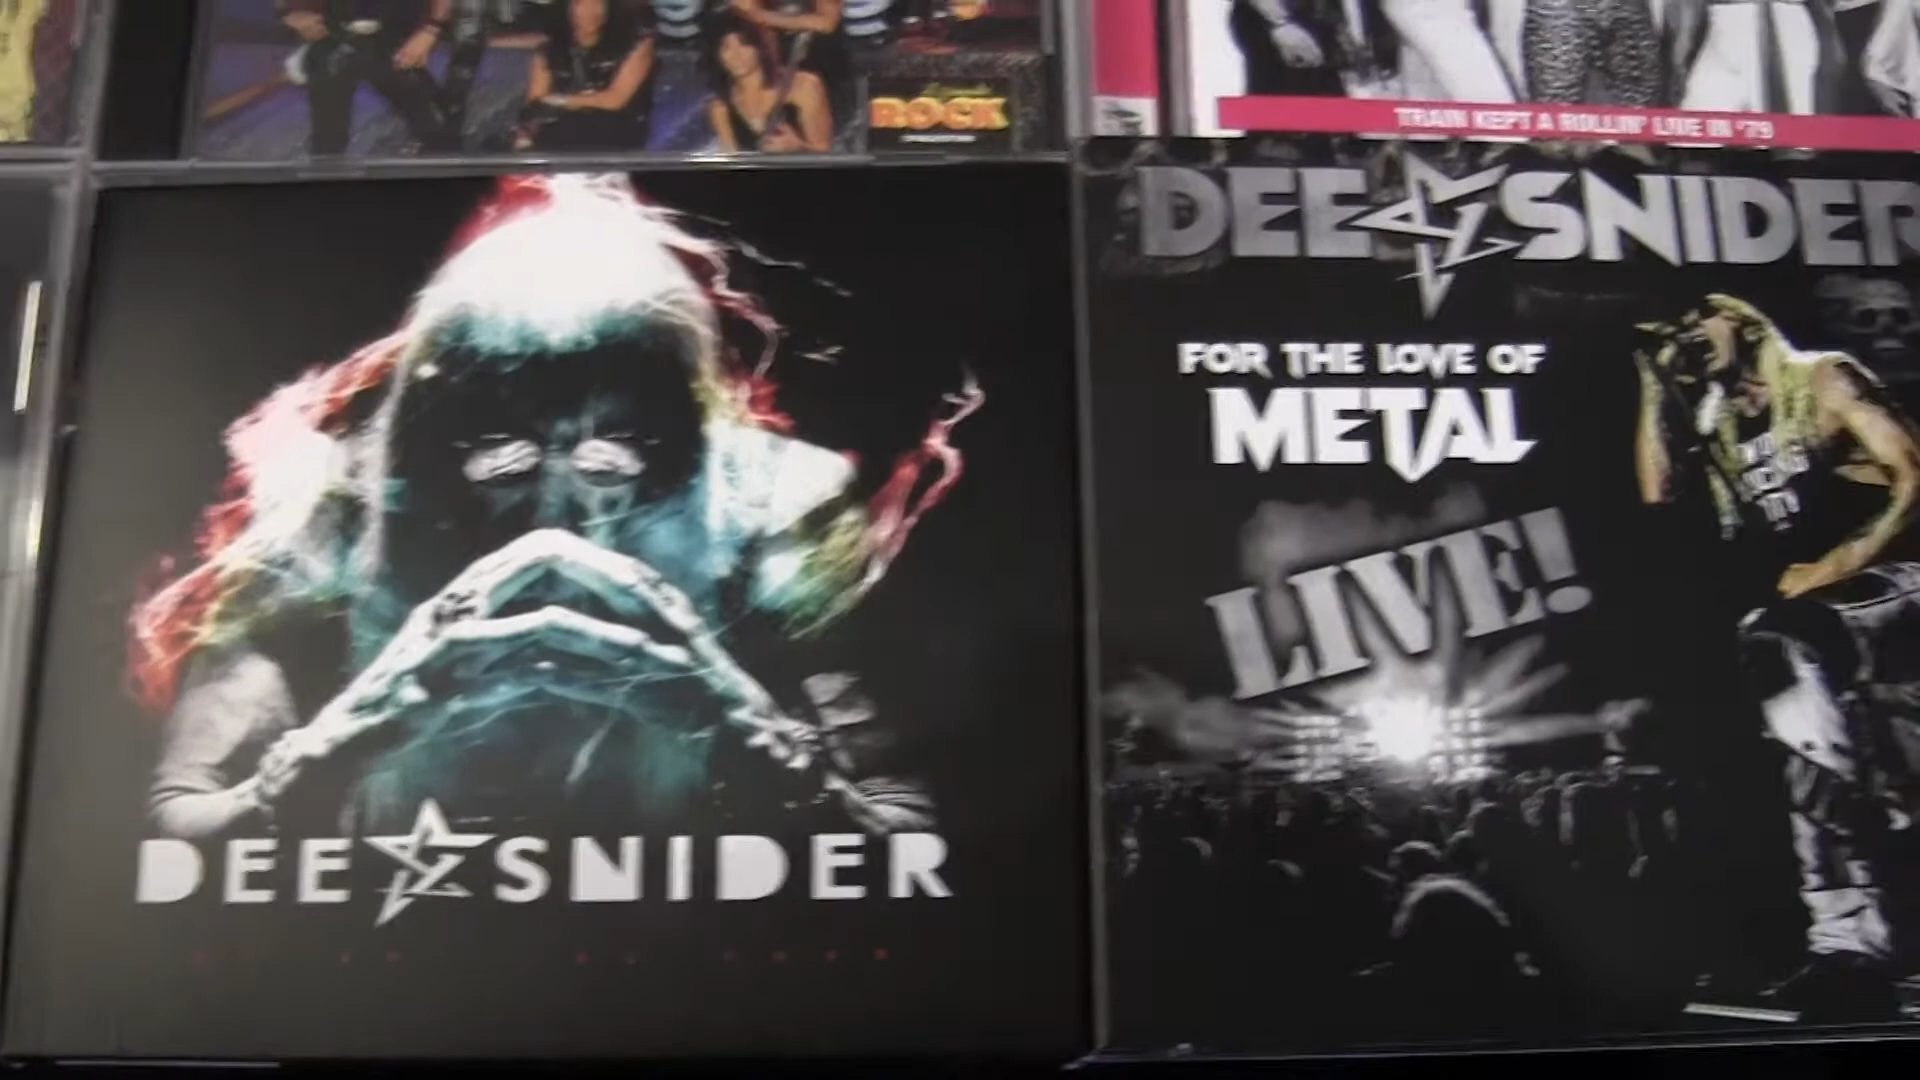 ROCK
TRAIN KEPT A ROLLIN' LIVE IN '79
DEE SNIDER
DEE SNIDER
FOR THE LOVE OF
METAL
LIVE!